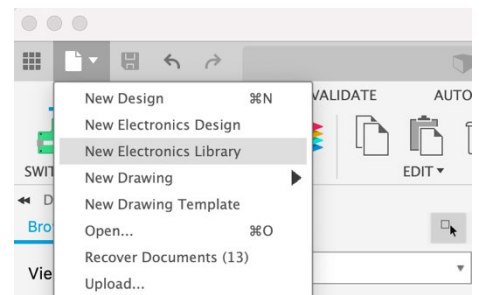 New Design ⌘N
VALIDATE AUTO
New Electronics Design
New Electronics Library
SWIT
EDIT
New Drawing
D
New Drawing Template
Bro
Open... ⌘O
Recover Documents (13)
Vie
Upload...